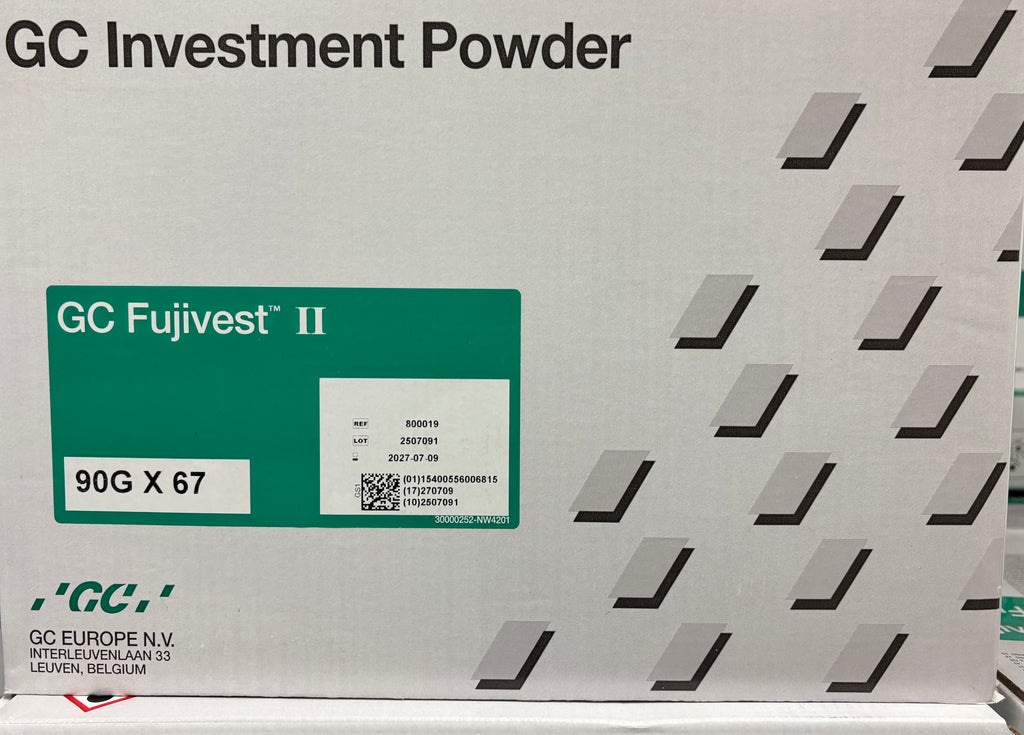 GC Investment Powder
GC Fujivest™ II
REF 800019
LOT 2507091
2027-07-09
90G X 67
GS1
(01)15400556006815
(17)270709
(10)2507091
30000252-NW4201
GC
GC EUROPE N.V.
INTERLEUVENLAAN 33
LEUVEN, BELGIUM